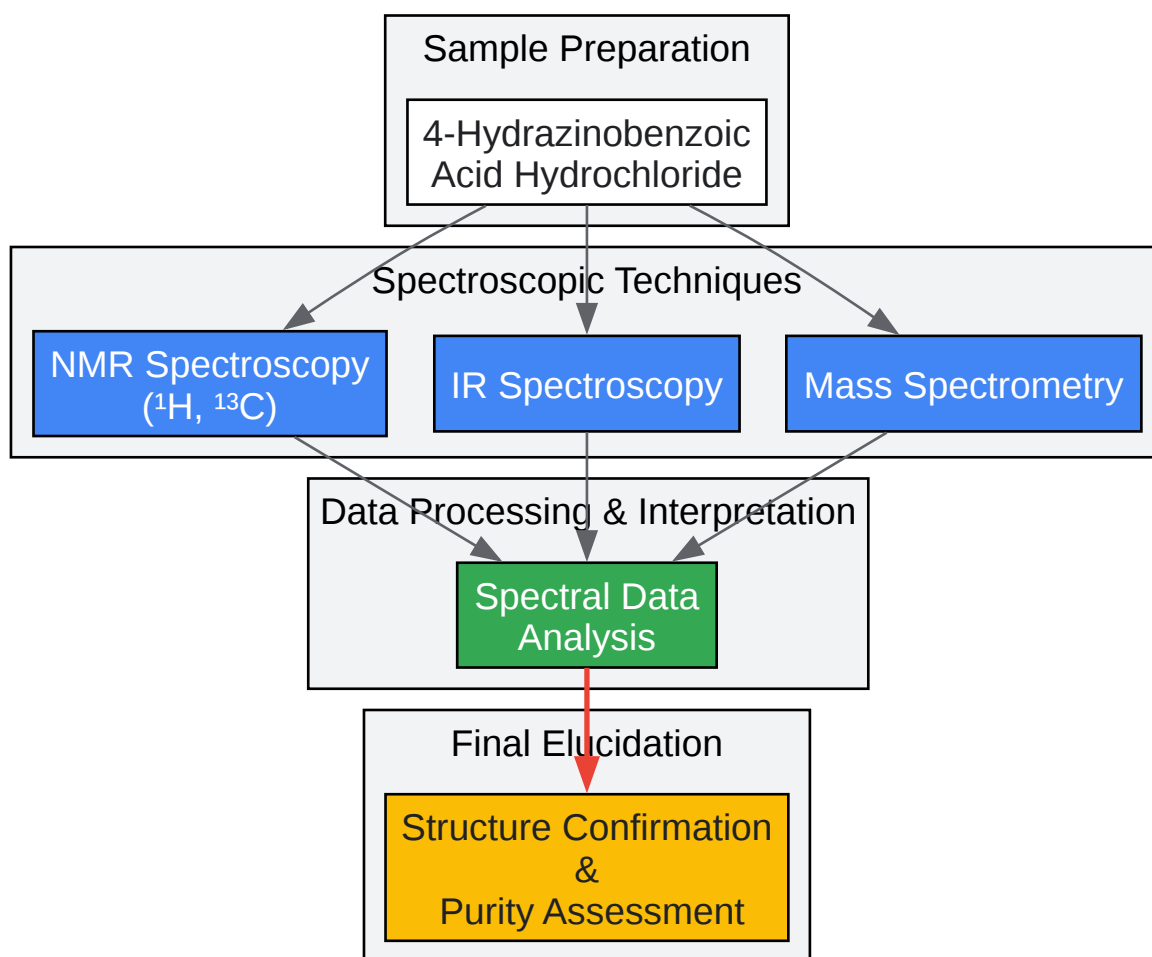 Sample Preparation
4-Hydrazinobenzoic
Acid Hydrochloride
Spectroscopic Techniques
NMR Spectroscopy
(¹H, ¹³C)
IR Spectroscopy
Mass Spectrometry
Data Processing & Interpretation
Spectral Data
Analysis
Final Elucidation
Structure Confirmation
&
Purity Assessment